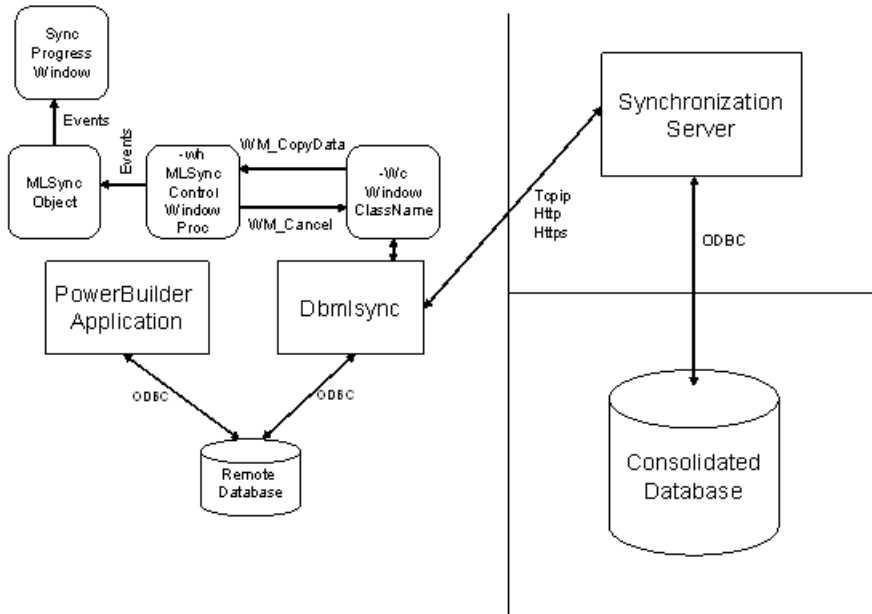 Sync
Progress
Window
Events
MLSync
Object
Events
-wh
MLSync
Control
Window
Proc
WM_CopyData
WM_Cancel
-Wc
Window
ClassName
PowerBuilder
Application
Dbmlsync
ODBC
ODBC
Remote
Database
Tcpip
Http
Https
Synchronization
Server
ODBC
Consolidated
Database